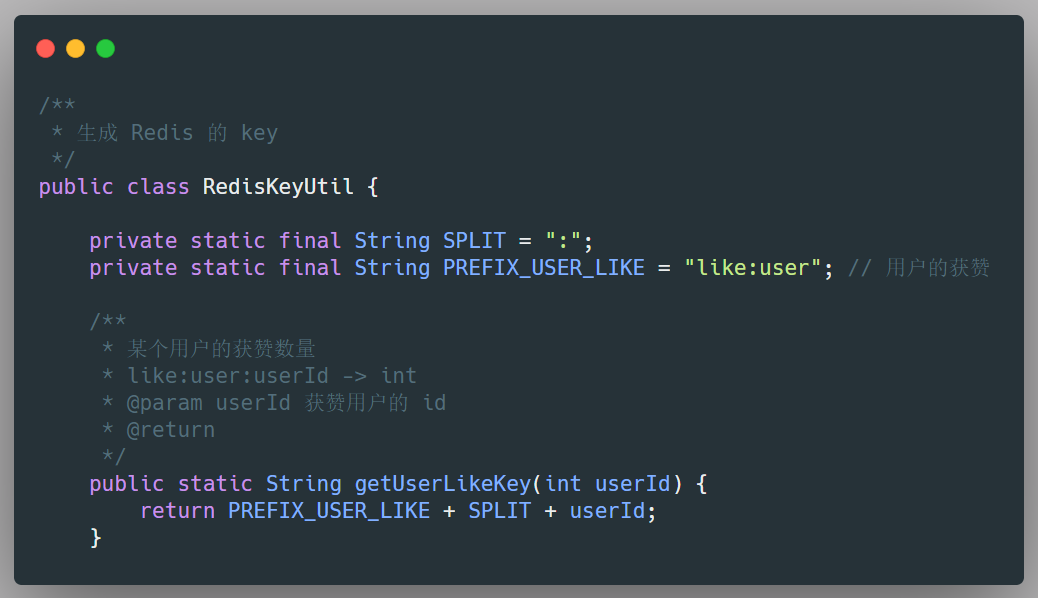 /**
 * 生成 Redis 的 key
 */
public class RedisKeyUtil {
    private static final String SPLIT = ":";
    private static final String PREFIX_USER_LIKE = "like:user"; // 用户的获赞
    /**
     * 某个用户的获赞数量
     * like:user:userId -> int
     * @param userId 获赞用户的 id
     * @return
     */
    public static String getUserLikeKey(int userId) {
        return PREFIX_USER_LIKE + SPLIT + userId;
    }